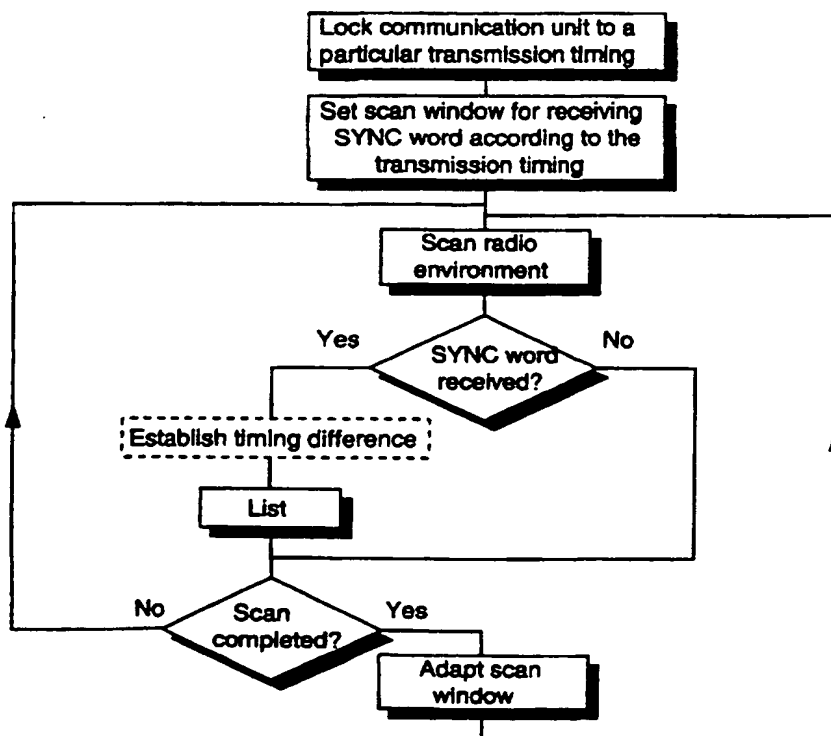 Lock communication unit to a
particular transmission timing
Set scan window for receiving
SYNC word according to the
transmission timing
Scan radio
environment
Yes
SYNC word
received?
No
Establish timing difference
List
No
Scan
completed?
Yes
Adapt scan
window